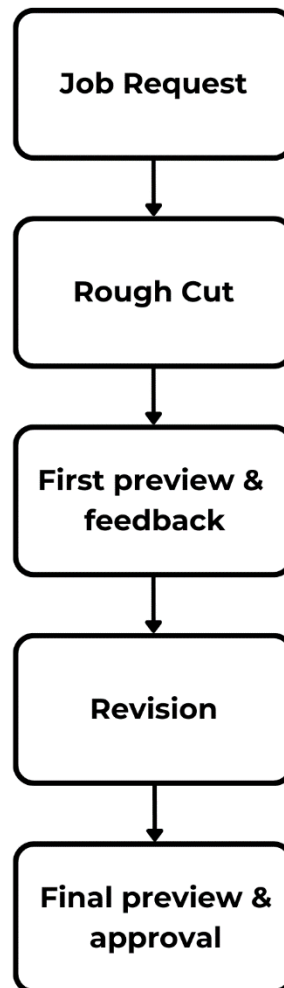 Job Request
Rough Cut
First preview &
feedback
Revision
Final preview &
approval